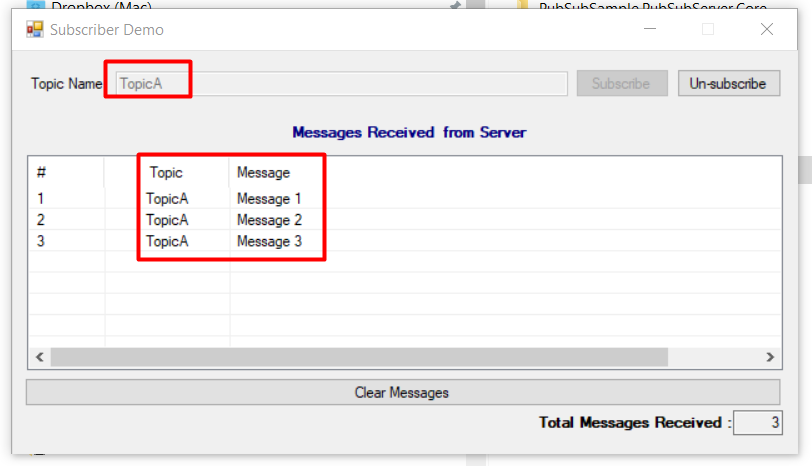 Dropbox (Mac)
PubSubSample.PubSubServer.Core
Subscriber Demo
Topic Name TopicA Subscribe Un-subscribe
Messages Received from Server
# Topic Message
1 TopicA Message 1
2 TopicA Message 2
3 TopicA Message 3
Clear Messages
Total Messages Received : 3